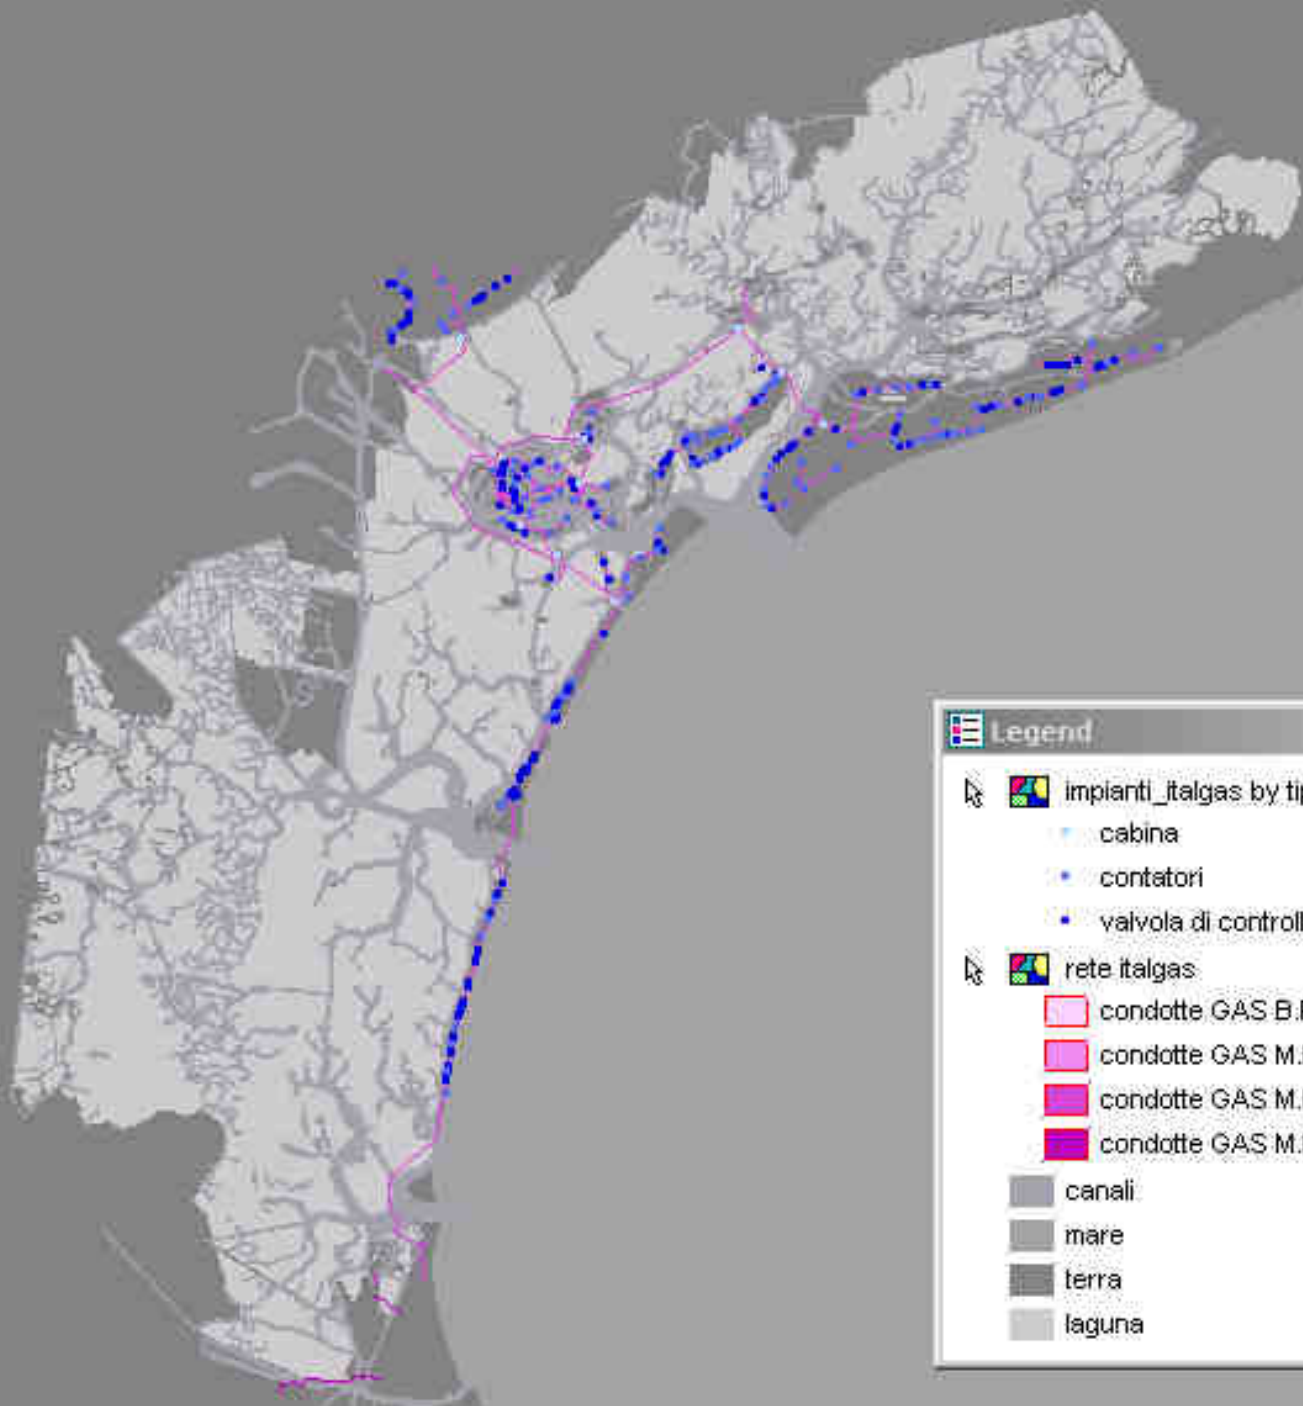 Legend
impianti_italgas by tip
cabina
contatori
valvola di controll
rete italgas
condotte GAS B.
condotte GAS M.
condotte GAS M.
condotte GAS M.
canali
mare
terra
laguna